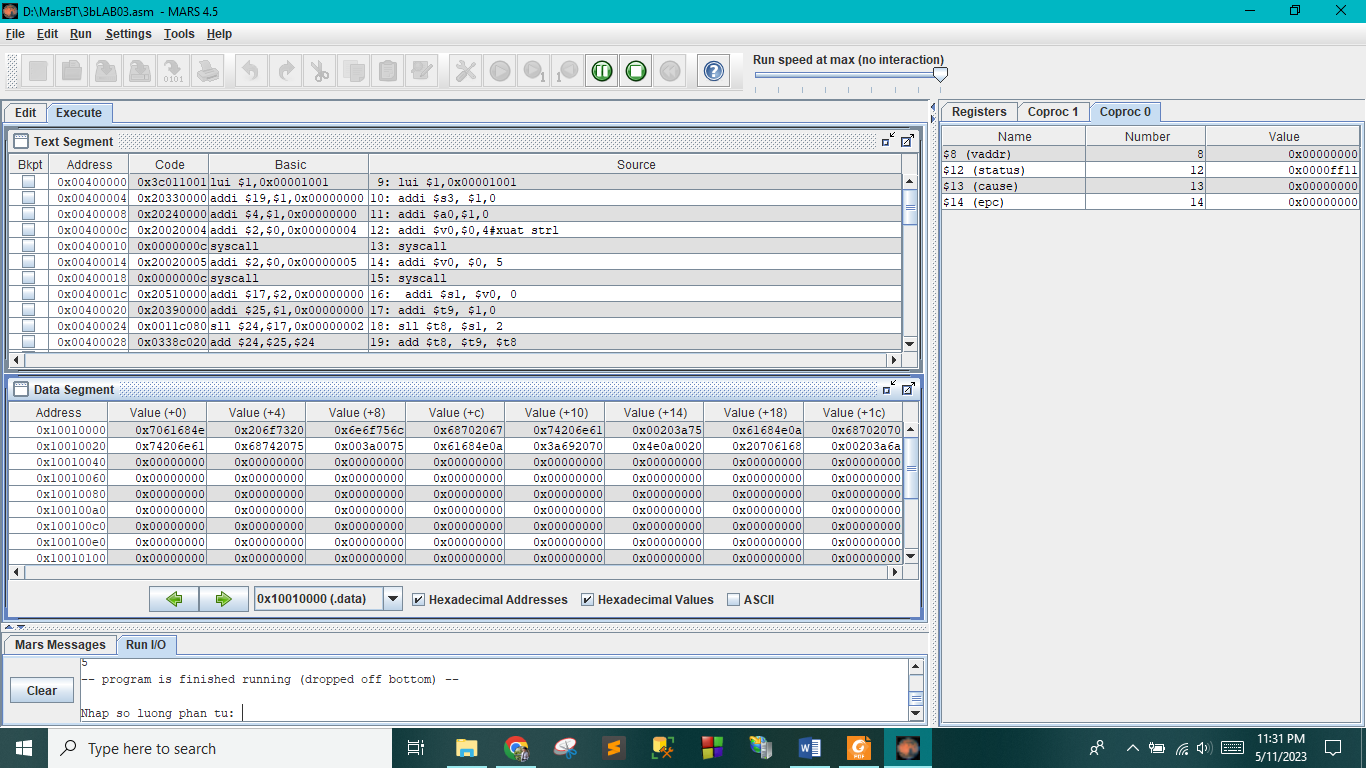 D:\MarsBT\3bLAB03.asm - MARS 4.5
File Edit Run Settings Tools Help
Run speed at max (no interaction)
Edit Execute
Registers Coproc 1 Coproc 0
Text Segment
Bkpt Address Code Basic Source
0x00400000 0x3c011001 lui $1,0x00001001 9: lui $1,0x00001001
0x00400004 0x20330000 addi $19,$1,0x00000000 10: addi $s3, $1,0
0x00400008 0x20240000 addi $4,$1,0x00000000 11: addi $a0,$1,0
0x0040000c 0x20020004 addi $2,$0,0x00000004 12: addi $v0,$0,4#xuat str1
0x00400010 0x0000000c syscall 13: syscall
0x00400014 0x20020005 addi $2,$0,0x00000005 14: addi $v0, $0, 5
0x00400018 0x0000000c syscall 15: syscall
0x0040001c 0x20510000 addi $17,$2,0x00000000 16: addi $s1, $v0, 0
0x00400020 0x20390000 addi $25,$1,0x00000000 17: addi $t9, $1,0
0x00400024 0x0011c080 sll $24,$17,0x00000002 18: sll $t8, $s1, 2
0x00400028 0x0338c020 add $24,$25,$24 19: add $t8, $t9, $t8
Name Number Value
$8 (vaddr) 8 0x00000000
$12 (status) 12 0x0000ff11
$13 (cause) 13 0x00000000
$14 (epc) 14 0x00000000
Data Segment
Address Value (+0) Value (+4) Value (+8) Value (+c) Value (+10) Value (+14) Value (+18) Value (+1c)
0x10010000 0x7061684e 0x206f7320 0x6e6f756c 0x68702067 0x74206e61 0x00203a75 0x61684e0a 0x68702070
0x10010020 0x74206e61 0x68742075 0x003a0075 0x61684e0a 0x3a692070 0x4e0a0020 0x20706168 0x00203a6a
0x10010040 0x00000000 0x00000000 0x00000000 0x00000000 0x00000000 0x00000000 0x00000000 0x00000000
0x10010060 0x00000000 0x00000000 0x00000000 0x00000000 0x00000000 0x00000000 0x00000000 0x00000000
0x10010080 0x00000000 0x00000000 0x00000000 0x00000000 0x00000000 0x00000000 0x00000000 0x00000000
0x100100a0 0x00000000 0x00000000 0x00000000 0x00000000 0x00000000 0x00000000 0x00000000 0x00000000
0x100100c0 0x00000000 0x00000000 0x00000000 0x00000000 0x00000000 0x00000000 0x00000000 0x00000000
0x100100e0 0x00000000 0x00000000 0x00000000 0x00000000 0x00000000 0x00000000 0x00000000 0x00000000
0x10010100 0x00000000 0x00000000 0x00000000 0x00000000 0x00000000 0x00000000 0x00000000 0x00000000
0x10010000 (.data) Hexadecimal Addresses Hexadecimal Values ASCII
Mars Messages Run I/O
Clear
5
-- program is finished running (dropped off bottom) --
Nhap so luong phan tu:
Type here to search
11:31 PM
5/11/2023